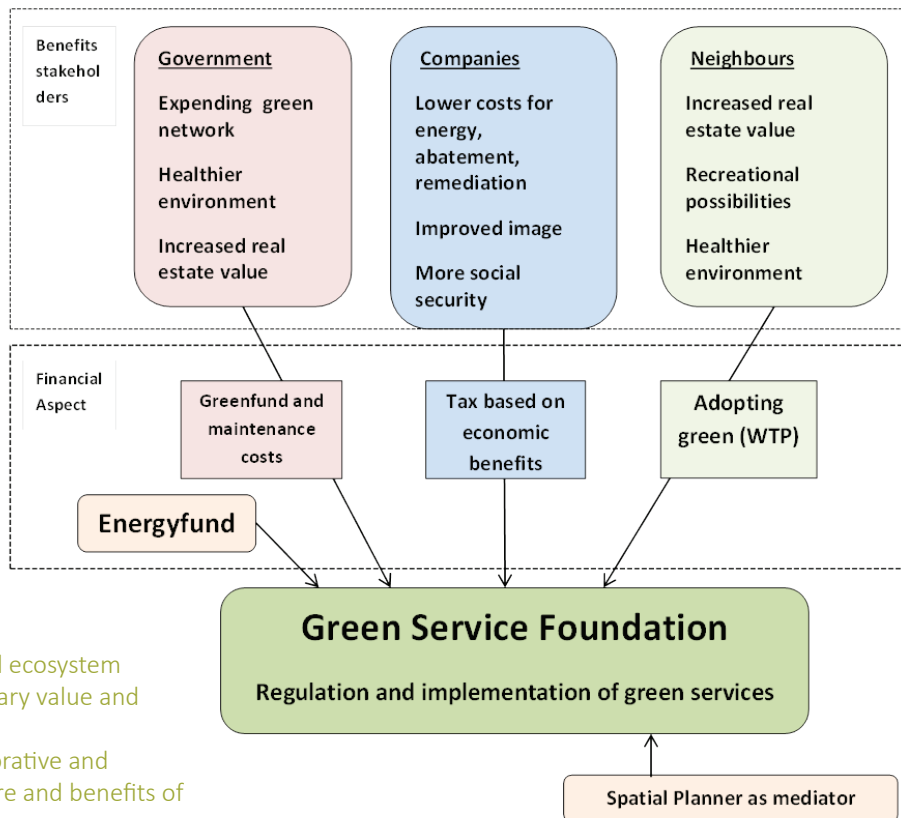 Benefits
stakehol
ders
Government
Expending green
network
Healthier
environment
Increased real
estate value
Companies
Lower costs for
energy,
abatement,
remediation
Improved image
More social
security
Neighbours
Increased real
estate value
Recreational
possibilities
Healthier
environment
Financial
Aspect
Greenfund and
maintenance
costs
Tax based on
economic
benefits
Adopting
green (WTP)
Energyfund
Green Service Foundation
Regulation and implementation of green services
ecosystem
ary value and
orative and
re and benefits of
Spatial Planner as mediator